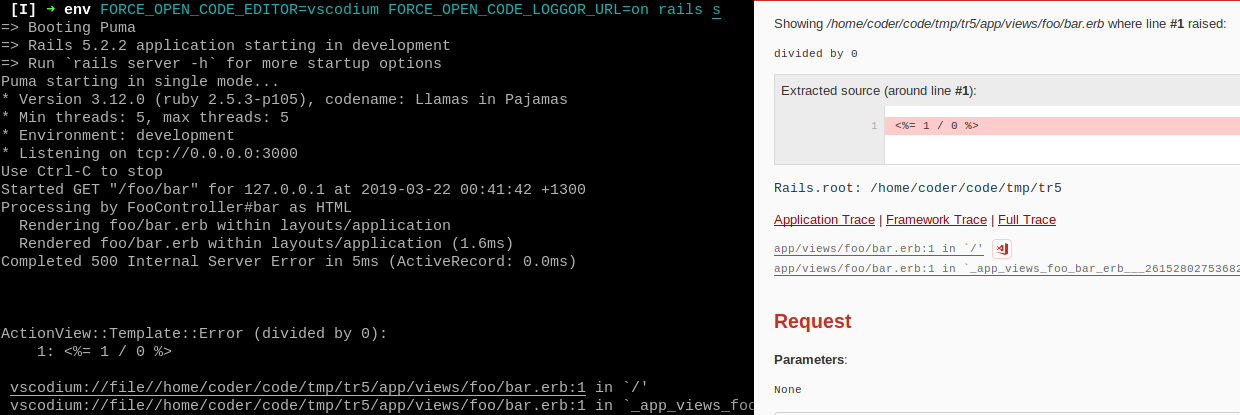 [I] ➜ env FORCE_OPEN_CODE_EDITOR=vscodium FORCE_OPEN_CODE_LOGGOR_URL=on rails s
=> Booting Puma
=> Rails 5.2.2 application starting in development
=> Run `rails server -h` for more startup options
Puma starting in single mode...
* Version 3.12.0 (ruby 2.5.3-p105), codename: Llamas in Pajamas
* Min threads: 5, max threads: 5
* Environment: development
* Listening on tcp://0.0.0.0:3000
Use Ctrl-C to stop
Started GET "/foo/bar" for 127.0.0.1 at 2019-03-22 00:41:42 +1300
Processing by FooController#bar as HTML
  Rendering foo/bar.erb within layouts/application
  Rendered foo/bar.erb within layouts/application (1.6ms)
Completed 500 Internal Server Error in 5ms (ActiveRecord: 0.0ms)
ActionView::Template::Error (divided by 0):
    1: <%= 1 / 0 %>
vscodium://file//home/coder/code/tmp/tr5/app/views/foo/bar.erb:1 in `/'
vscodium://file//home/coder/code/tmp/tr5/app/views/foo/bar.erb:1 in `_app_views_foo
Showing /home/coder/code/tmp/tr5/app/views/foo/bar.erb where line #1 raised:
divided by 0
Extracted source (around line #1):
1 <%= 1 / 0 %>
Rails.root: /home/coder/code/tmp/tr5
Application Trace | Framework Trace | Full Trace
app/views/foo/bar.erb:1 in `/'
app/views/foo/bar.erb:1 in `_app_views_foo_bar_erb___26152802753682
Request
Parameters:
None